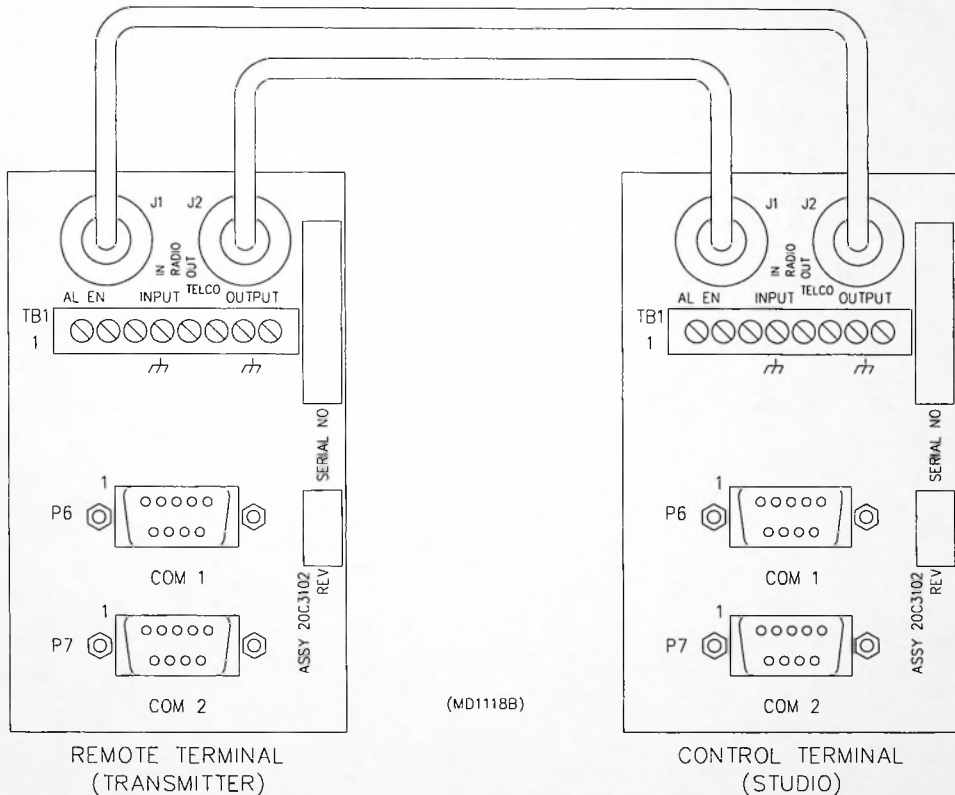 J1 J2
IN
RADIO
OUT
AL EN INPUT TELCO OUTPUT
TB1
1
SERIAL NO
1
P6
COM 1
REV
1
P7
ASSY 20C3102
COM 2
REMOTE TERMINAL
(TRANSMITTER)
(MD1118B)
J1 J2
IN
RADIO
OUT
AL EN INPUT TELCO OUTPUT
TB1
1
SERIAL NO
1
P6
COM 1
REV
1
P7
ASSY 20C3102
COM 2
CONTROL TERMINAL
(STUDIO)